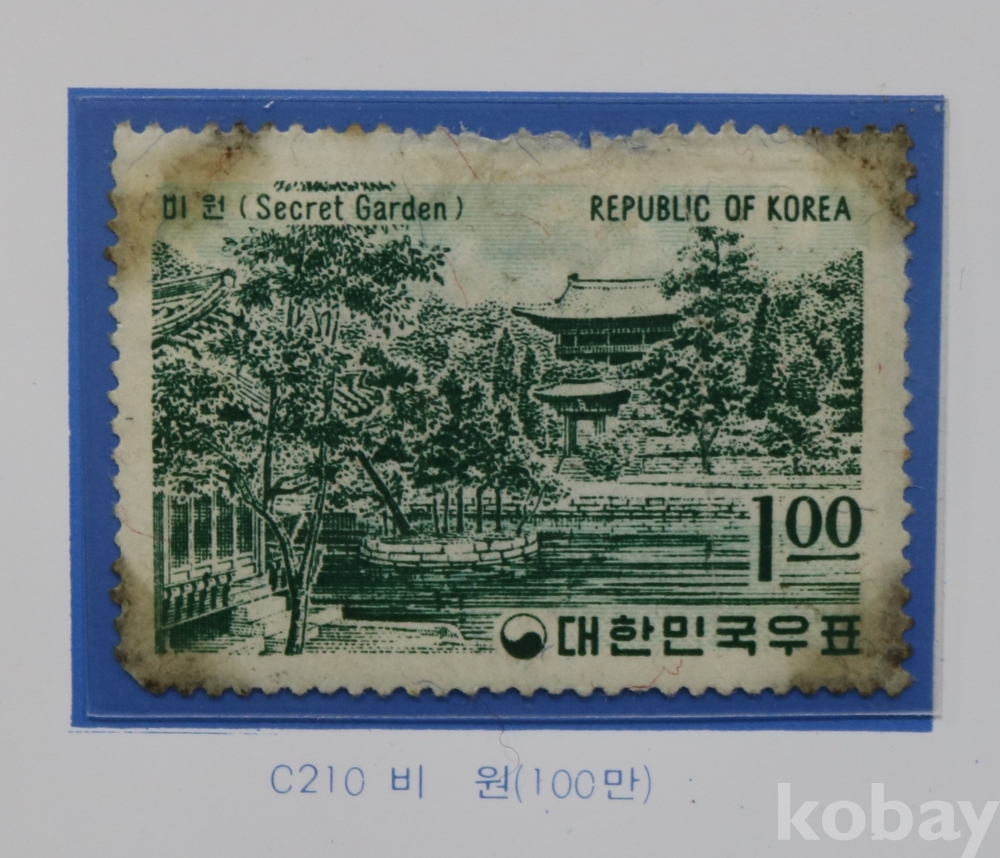 비 원 (Secret Garden) REPUBLIC OF KOREA
1.00
대한민국우표
C210 비 원(100만)
kobay